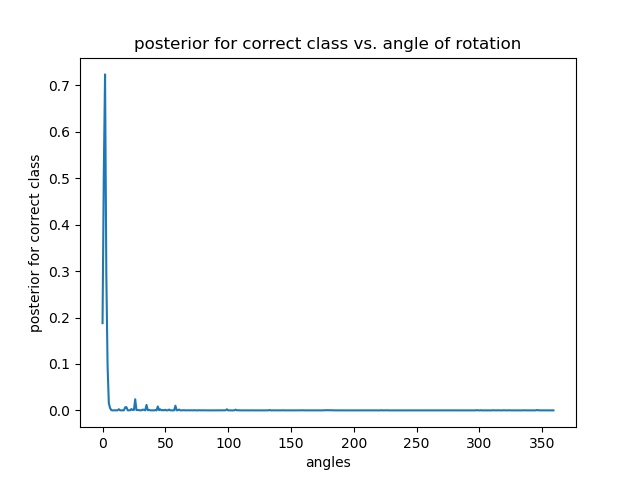 posterior for correct class vs. angle of rotation
posterior for correct class
0.7
0.6
0.5
0.4
0.3
0.2
0.1
0.0
0 50 100 150 200 250 300 350
angles